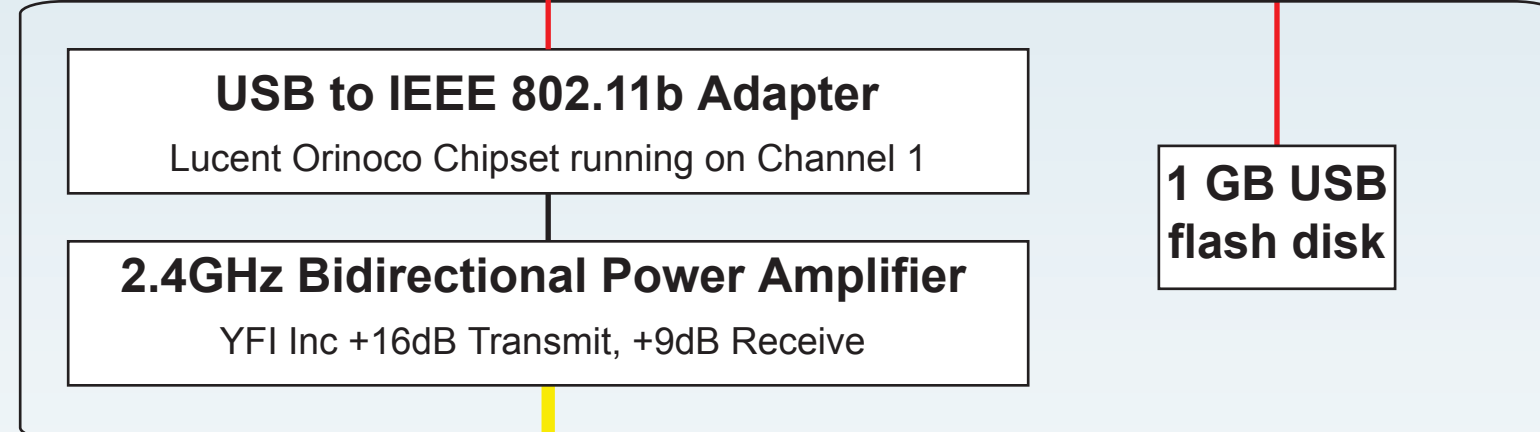 USB to IEEE 802.11b Adapter
Lucent Orinoco Chipset running on Channel 1
2.4GHz Bidirectional Power Amplifier
YFI Inc +16dB Transmit, +9dB Receive
1 GB USB
flash disk